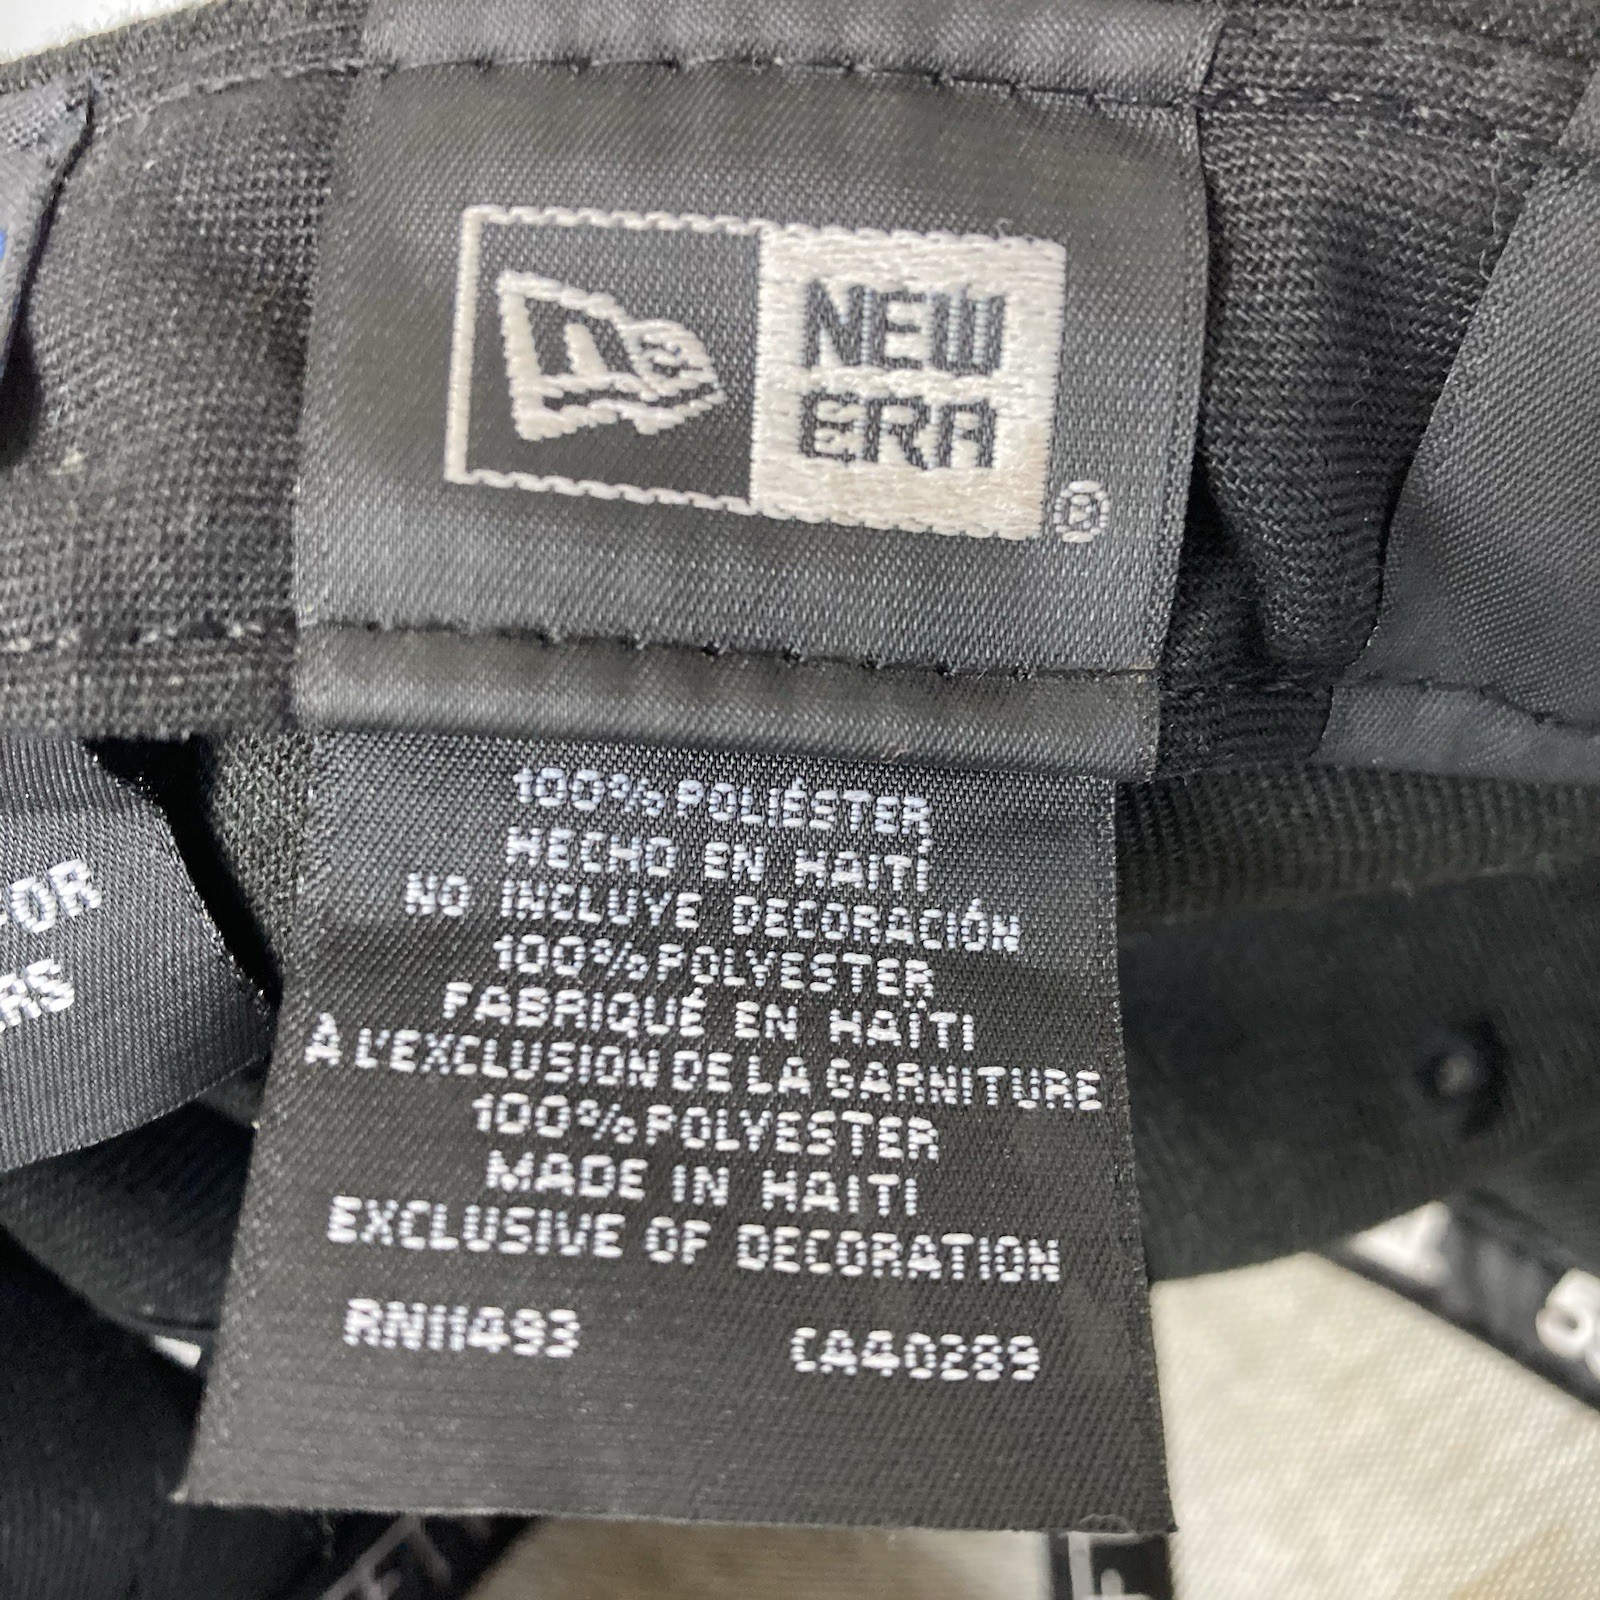 NEW
ERA
®
100% POLIÉSTER
HECHO EN HAITÍ
NO INCLUYE DECORACIÓN
100% POLYESTER
FABRIQUÉ EN HAÏTI
À L'EXCLUSION DE LA GARNITURE
100% POLYESTER
MADE IN HAITI
EXCLUSIVE OF DECORATION
RN11493 CA40289